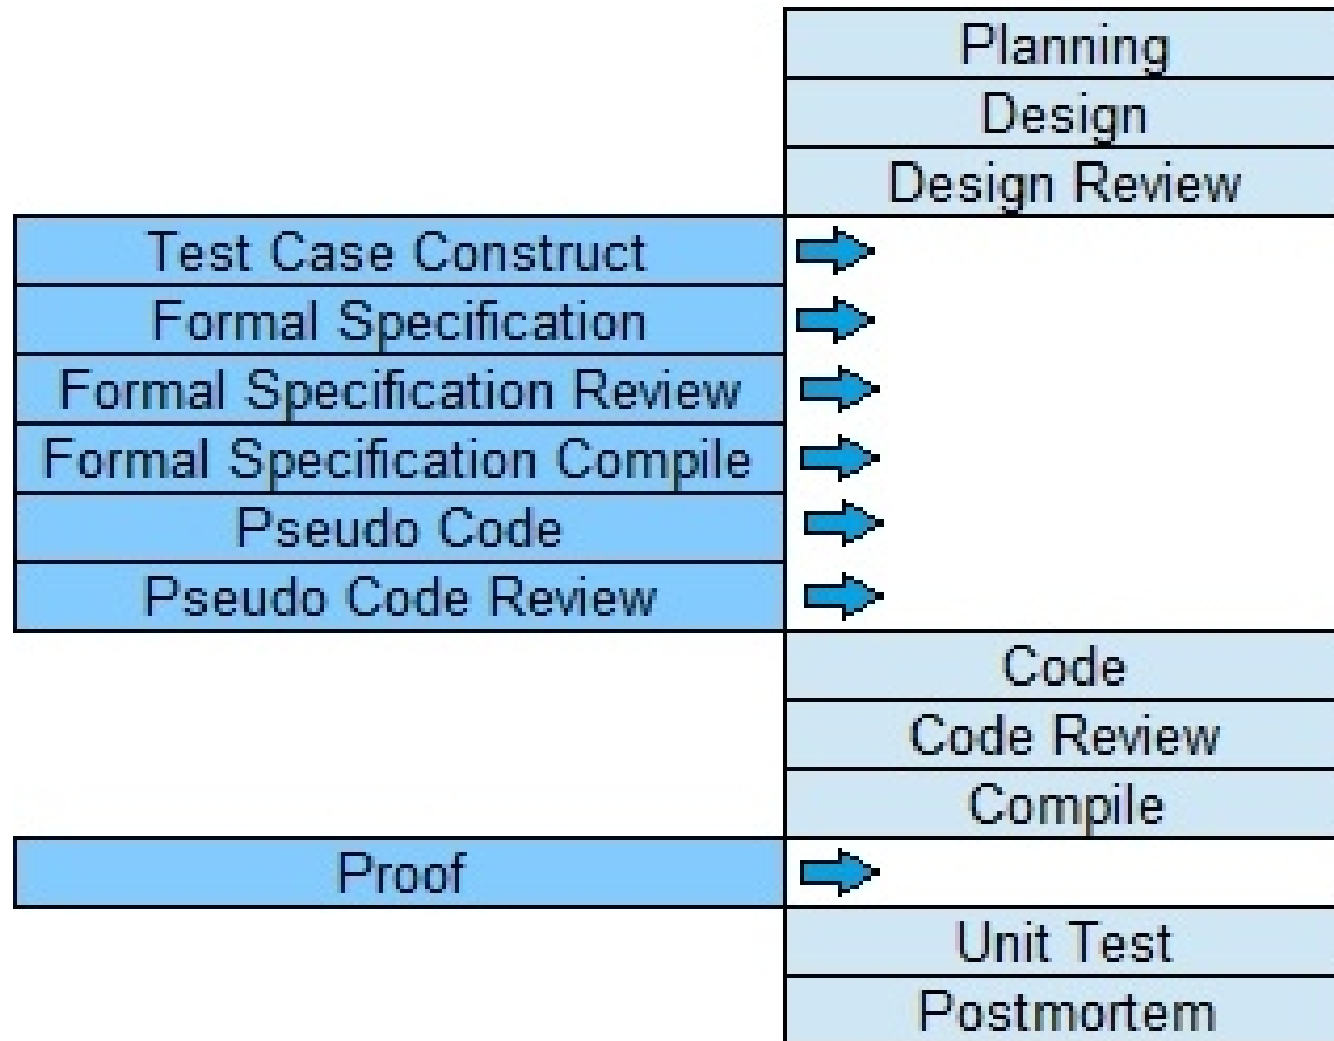 Planning
Design
Design Review
Test Case Construct
Formal Specification
Formal Specification Review
Formal Specification Compile
Pseudo Code
Pseudo Code Review
Code
Code Review
Compile
Proof
Unit Test
Postmortem